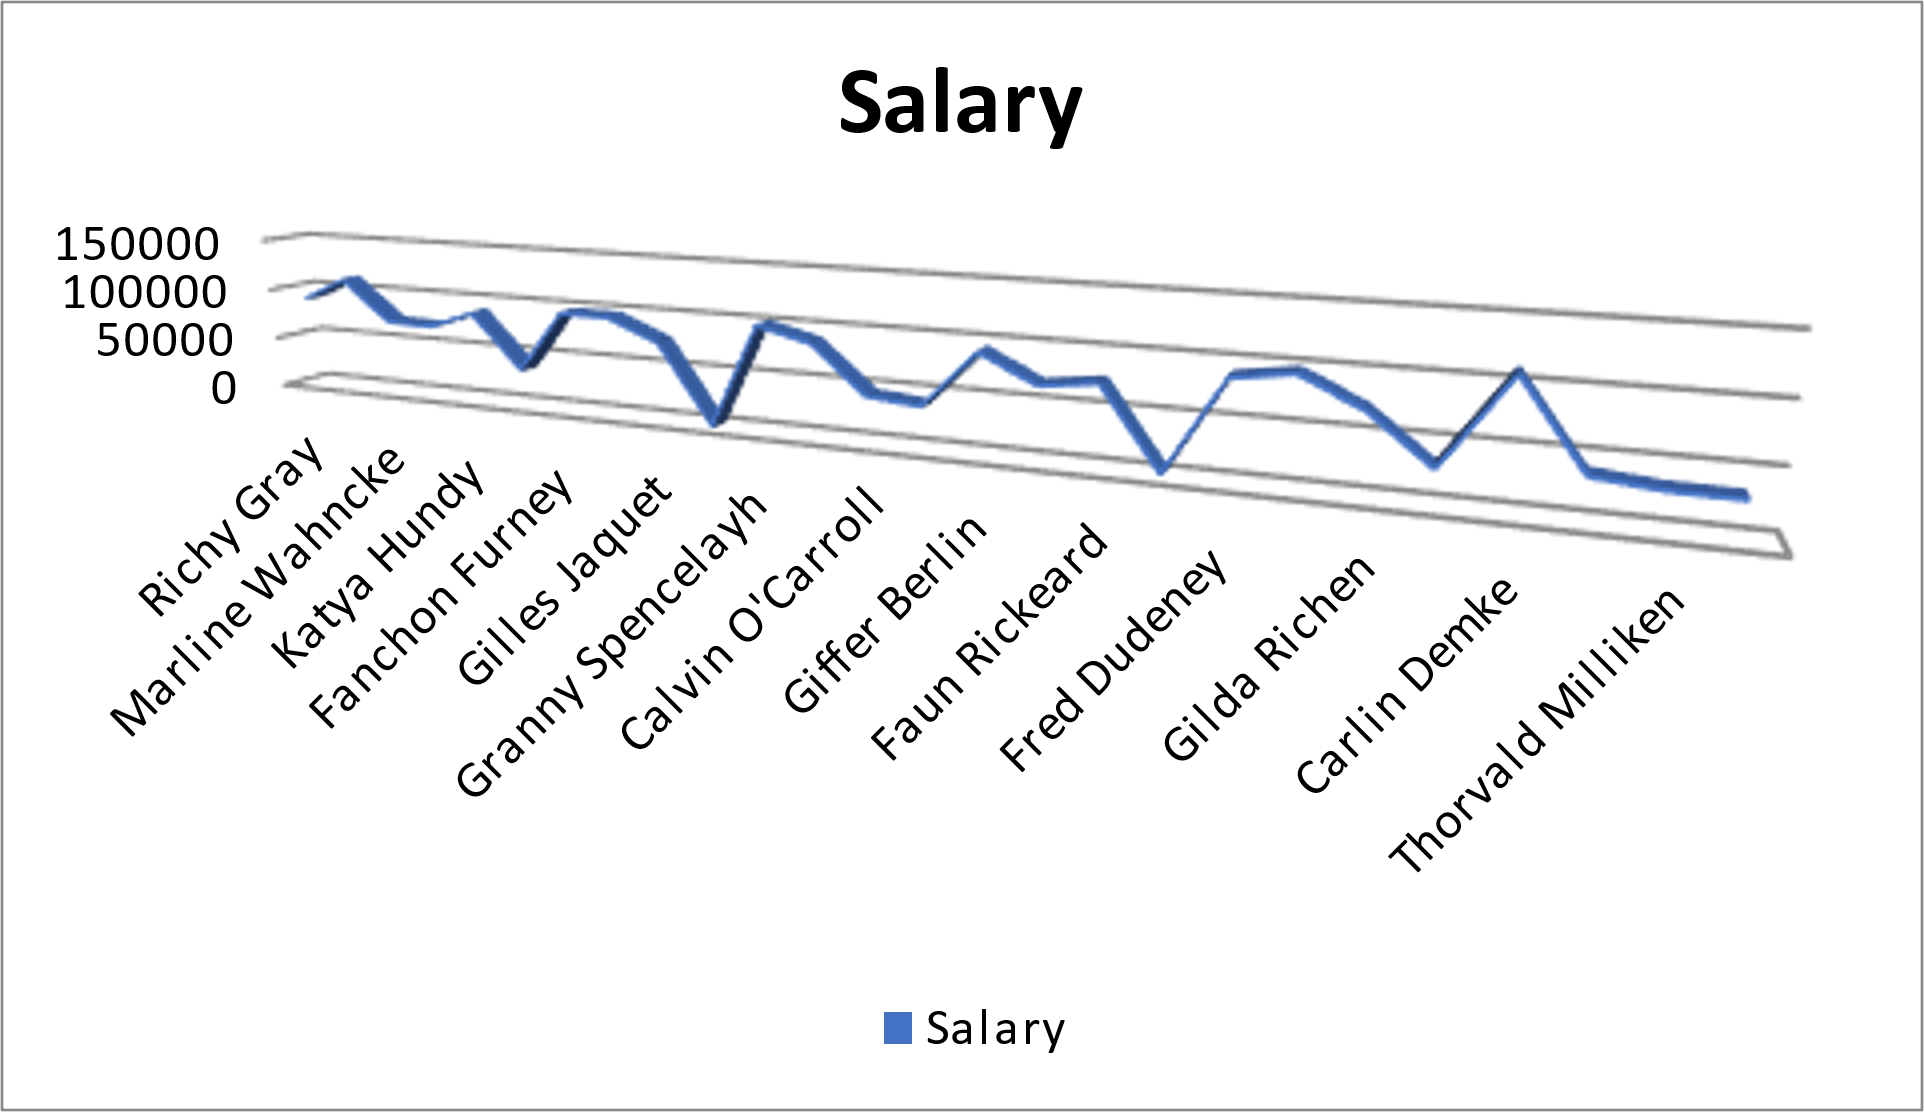 Salary
150000
100000
50000
0
Richy Gray
Marline Wahncke
Katya Hundy
Fanchon Furney
Gilles Jaquet
Granny Spencelayh
Calvin O'Carroll
Giffer Berlin
Faun Rickeard
Fred Dudeney
Gilda Richen
Carlin Demke
Thorvald Milliken
Salary